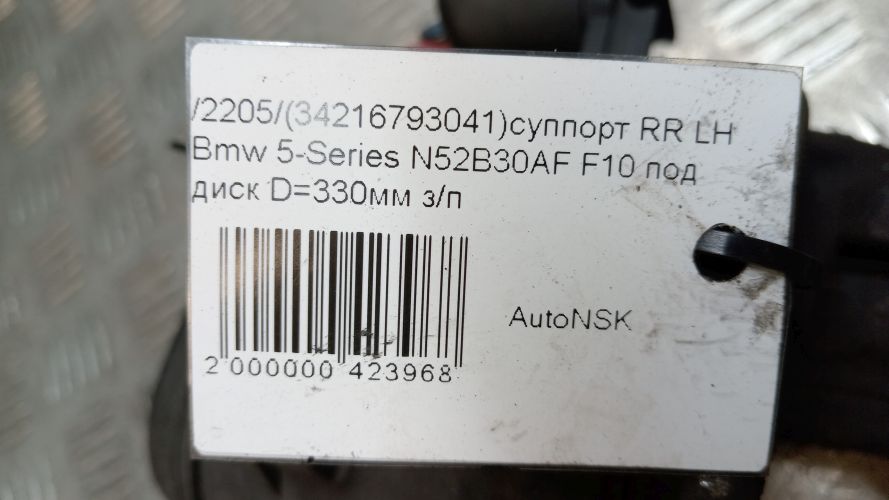 /2205/(34216793041)суппорт RR LH
Bmw 5-Series N52B30AF F10 под
диск D=330мм з/п
AutoNSK
2 000000 423968